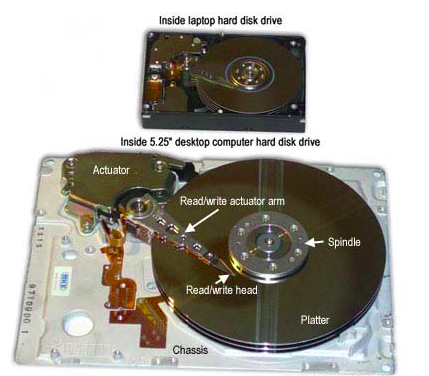 Inside laptop hard disk drive
Inside 5.25" desktop computer hard disk drive
Actuator
Read/write actuator arm
Spindle
Read/write head
Platter
Chassis